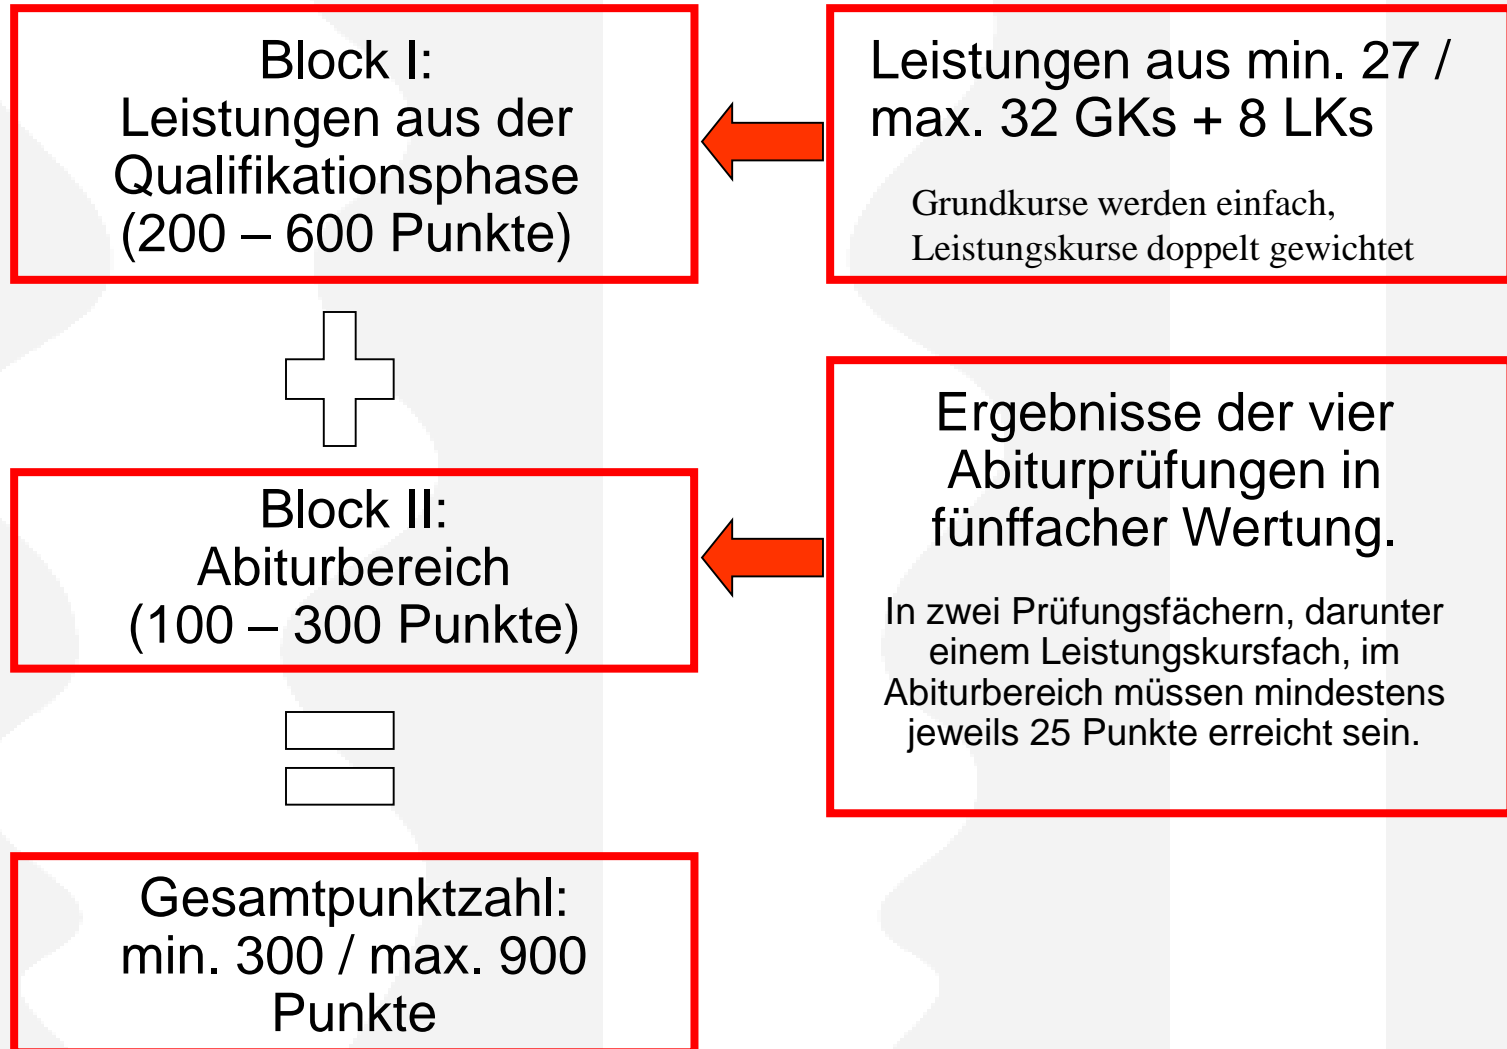 Block I:
Leistungen aus der
Qualifikationsphase
(200 – 600 Punkte)
Leistungen aus min. 27 /
max. 32 GKs + 8 LKs
Grundkurse werden einfach,
Leistungskurse doppelt gewichtet
Block II:
Abiturbereich
(100 – 300 Punkte)
Ergebnisse der vier
Abiturprüfungen in
fünffacher Wertung.
In zwei Prüfungsfächern, darunter
einem Leistungskursfach, im
Abiturbereich müssen mindestens
jeweils 25 Punkte erreicht sein.
Gesamtpunktzahl:
min. 300 / max. 900
Punkte